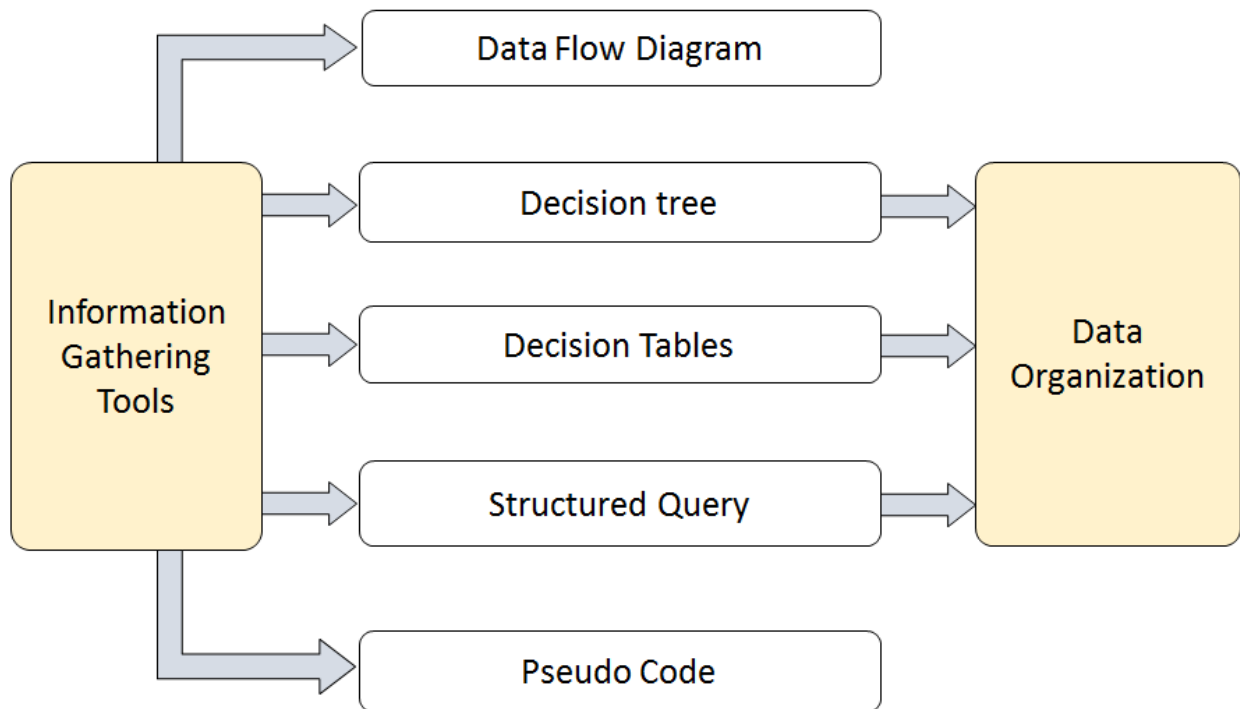 Data Flow Diagram
Decision tree
Information
Gathering
Tools
Decision Tables
Data
Organization
Structured Query
Pseudo Code